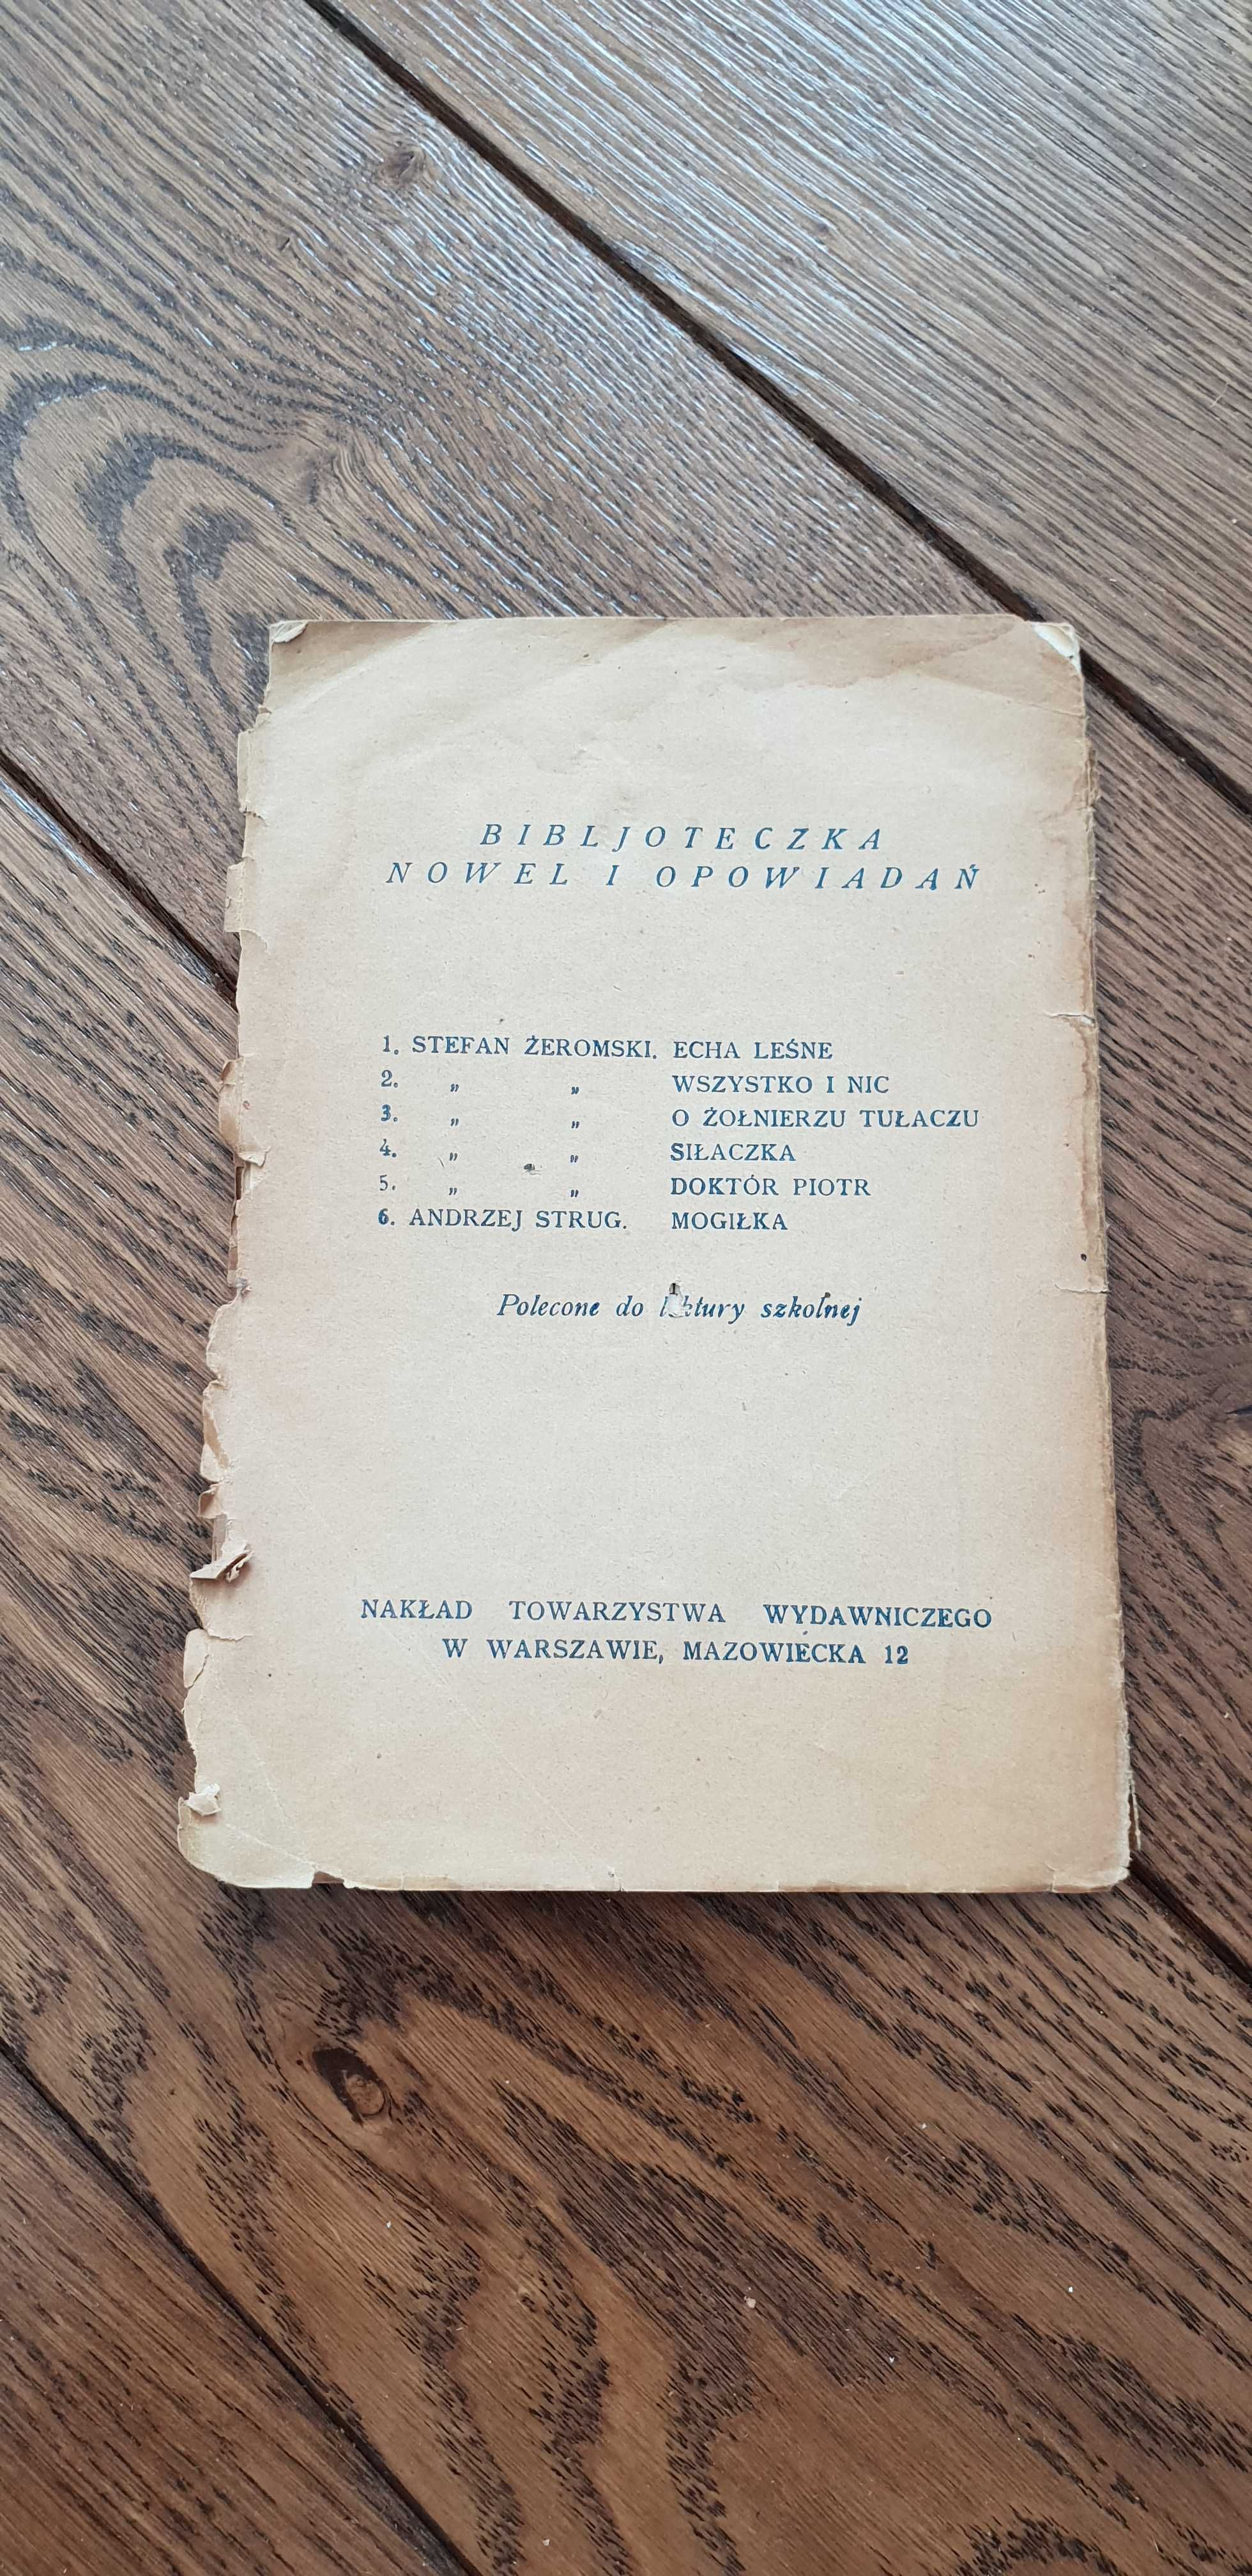 BIBLJOTECZKA
NOWEL I OPOWIADAŃ
1. STEFAN ŻEROMSKI. ECHA LEŚNE
2. „ „ WSZYSTKO I NIC
3. „ „ O ŻOŁNIERZU TUŁACZU
4. „ „ SIŁACZKA
5. „ „ DOKTÓR PIOTR
6. ANDRZEJ STRUG. MOGIŁKA
Polecone do lektury szkolnej
NAKŁAD TOWARZYSTWA WYDAWNICZEGO
W WARSZAWIE, MAZOWIECKA 12